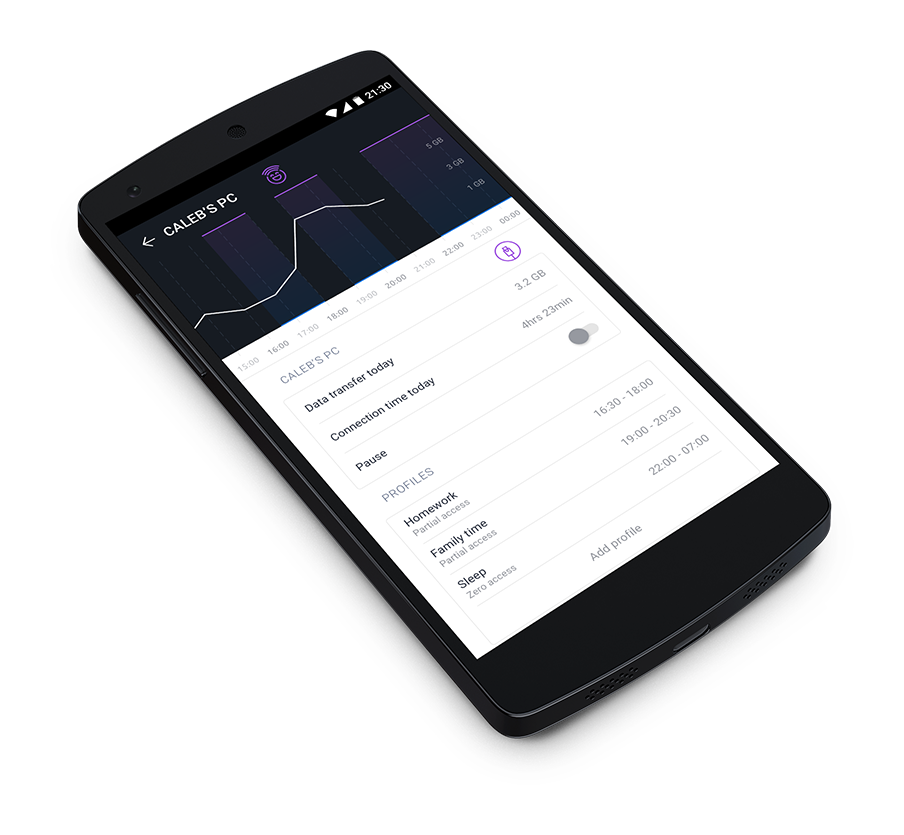 21:30
CALEB'S PC
5 GB
3 GB
1 GB
15:00 16:00 17:00 18:00 19:00 20:00 21:00 22:00 23:00 00:00
CALEB'S PC
Data transfer today 3.2 GB
Connection time today 4hrs 23min
Pause
PROFILES
Homework 16:30 - 18:00
Partial access
Family time 19:00 - 20:30
Partial access
Sleep 22:00 - 07:00
Zero access
Add profile